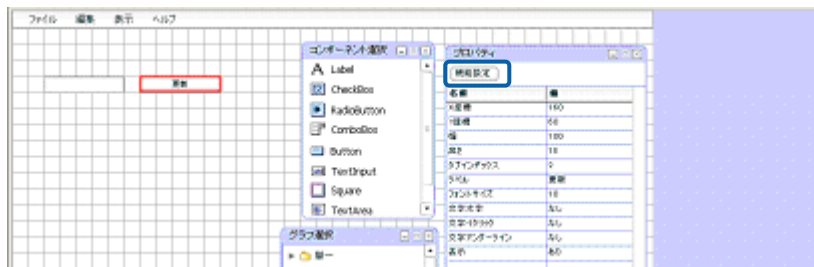 ファイル 編集 表示 ヘルプ
コンポーネント選択
Label
CheckBox
RadioButton
ComboBox
Button
TextInput
Square
TextArea
グラフ選択
単一
プロパティ
詳細設定
名前 値
X座標 160
Y座標 60
幅 100
高さ 18
タブインデックス
ラベル 更新
フォントサイズ 10
文字太字 なし
文字イタリック なし
文字アンダーライン なし
表示 あり
更新